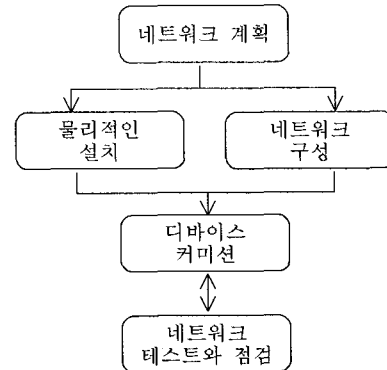 네트워크 계획
물리적인
설치
네트워크
구성
디바이스
커미션
네트워크
테스트와 점검